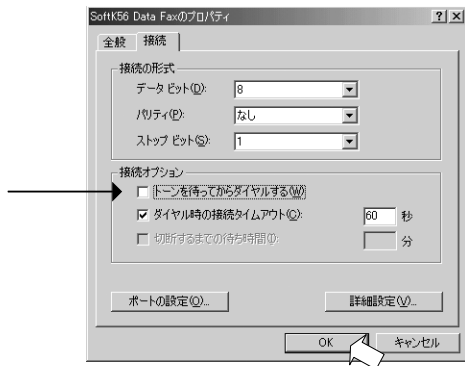 SoftK56 Data Faxのプロパティ
全般 接続
接続の形式
データ ビット(D): 8
パリティ(P): なし
ストップ ビット(S): 1
接続オプション
トーンを待ってからダイヤルする(W)
ダイヤル時の接続タイムアウト(C): 60 秒
切断するまでの待ち時間(I): 分
ポートの設定(O)... 詳細設定(V)...
OK キャンセル